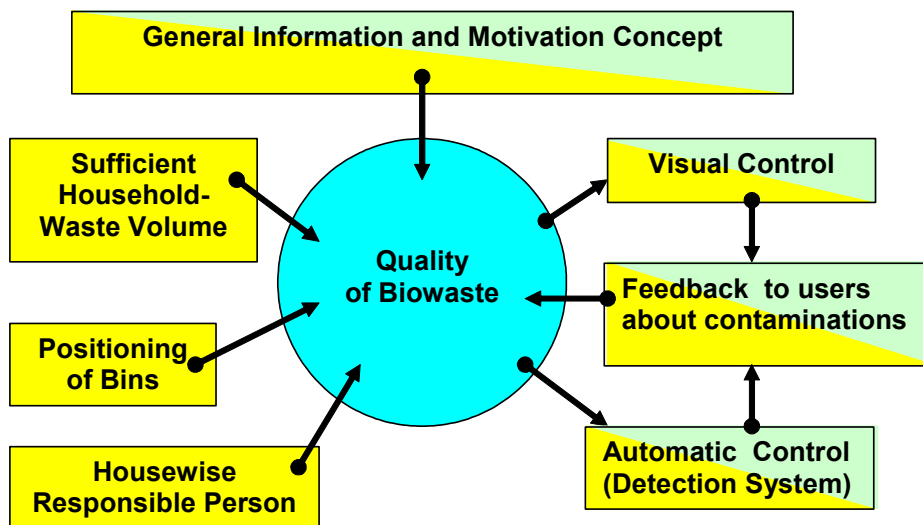 General Information and Motivation Concept
Sufficient
Household-
Waste Volume
Visual Control
Quality
of Biowaste
Feedback to users
about contaminations
Positioning
of Bins
Housewise
Responsible Person
Automatic Control
(Detection System)